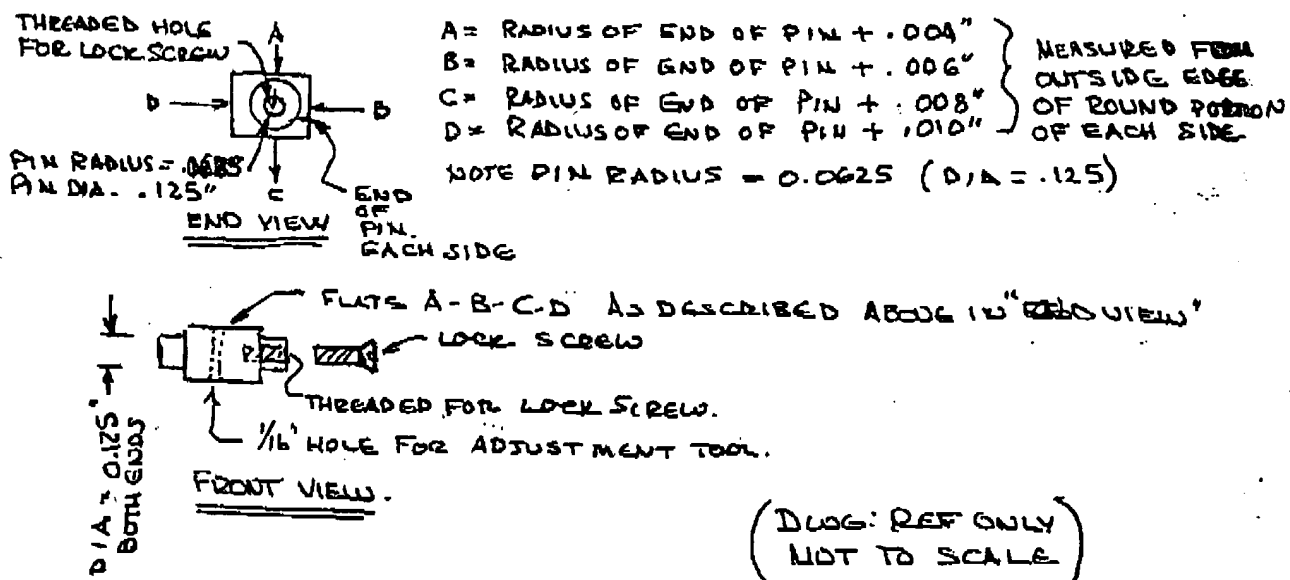 THREADED HOLE
FOR LOCK SCREW
A
D
B
C
PIN RADIUS = .0625
PIN DIA. .125"
END VIEW
END
OF
PIN.
EACH SIDE
A = RADIUS OF END OF PIN + .004"
B = RADIUS OF END OF PIN + .006"
C = RADIUS OF END OF PIN + .008"
D = RADIUS OF END OF PIN + .010"
MEASURED FROM
OUTSIDE EDGE
OF ROUND PORTION
OF EACH SIDE
NOTE PIN RADIUS = 0.0625 (DIA = .125)
FLATS A-B-C-D AS DESCRIBED ABOVE IN "END VIEW"
LOCK SCREW
THREADED FOR LOCK SCREW.
1/16" HOLE FOR ADJUSTMENT TOOL.
DIA = 0.125"
BOTH ENDS
FRONT VIEW.
(DWG: REF ONLY
NOT TO SCALE)